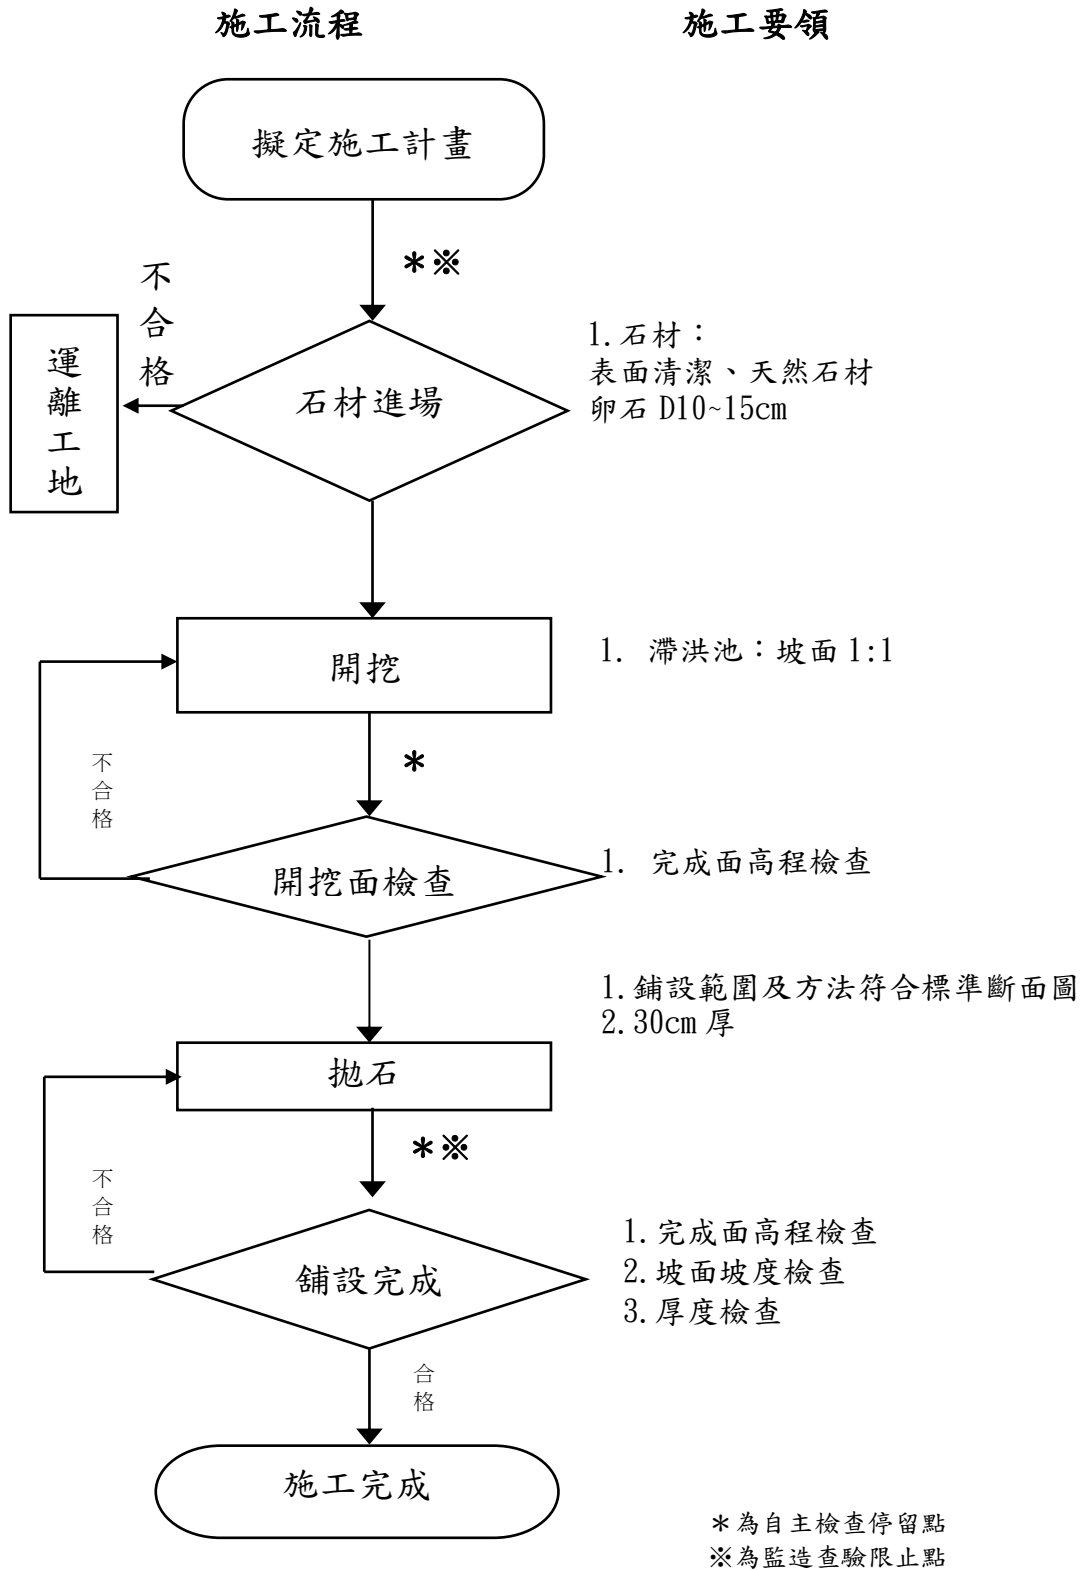 施工流程
施工要領
擬定施工計畫
*※
不合格
運離工地
石材進場
1.石材：
表面清潔、天然石材
卵石 D10~15cm
開挖
1. 滯洪池：坡面 1:1
不合格
*
開挖面檢查
1. 完成面高程檢查
1.鋪設範圍及方法符合標準斷面圖
2.30cm 厚
拋石
*※
不合格
舖設完成
1.完成面高程檢查
2.坡面坡度檢查
3.厚度檢查
合格
施工完成
＊為自主檢查停留點
※為監造查驗限止點